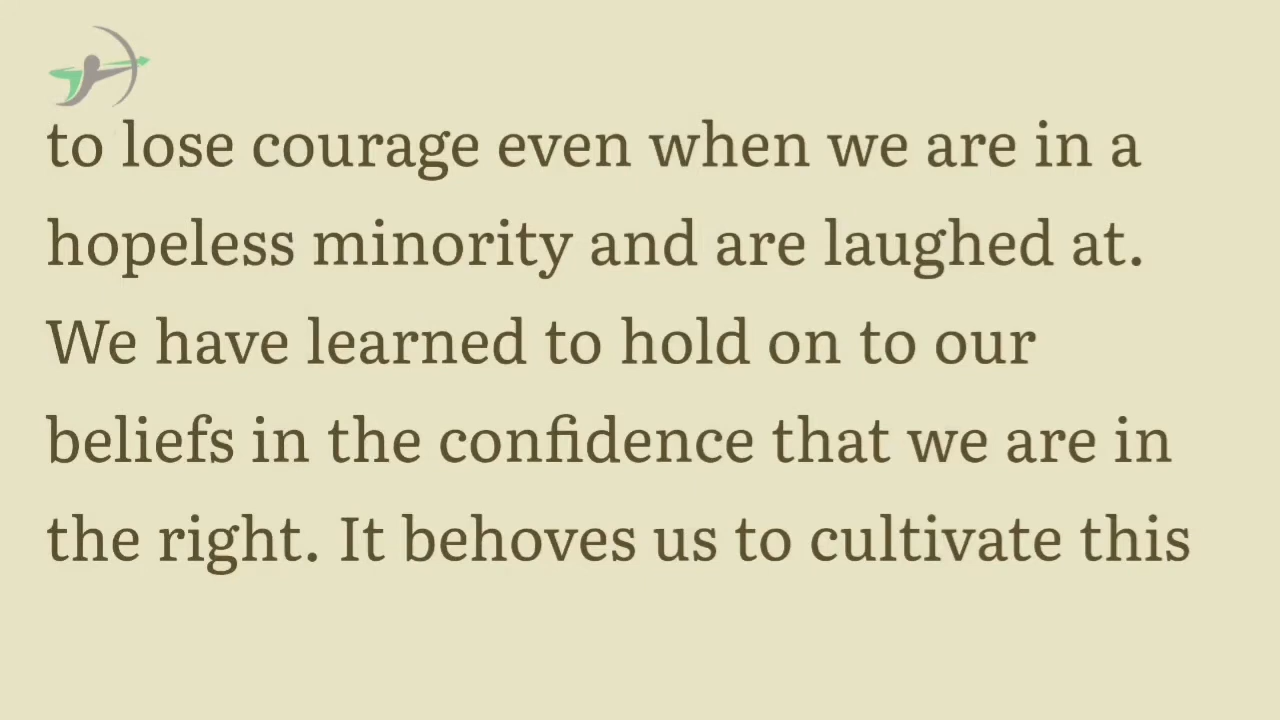 to lose courage even when we are in a
hopeless minority and are laughed at.
We have learned to hold on to our
beliefs in the confidence that we are in
the right. It behoves us to cultivate this